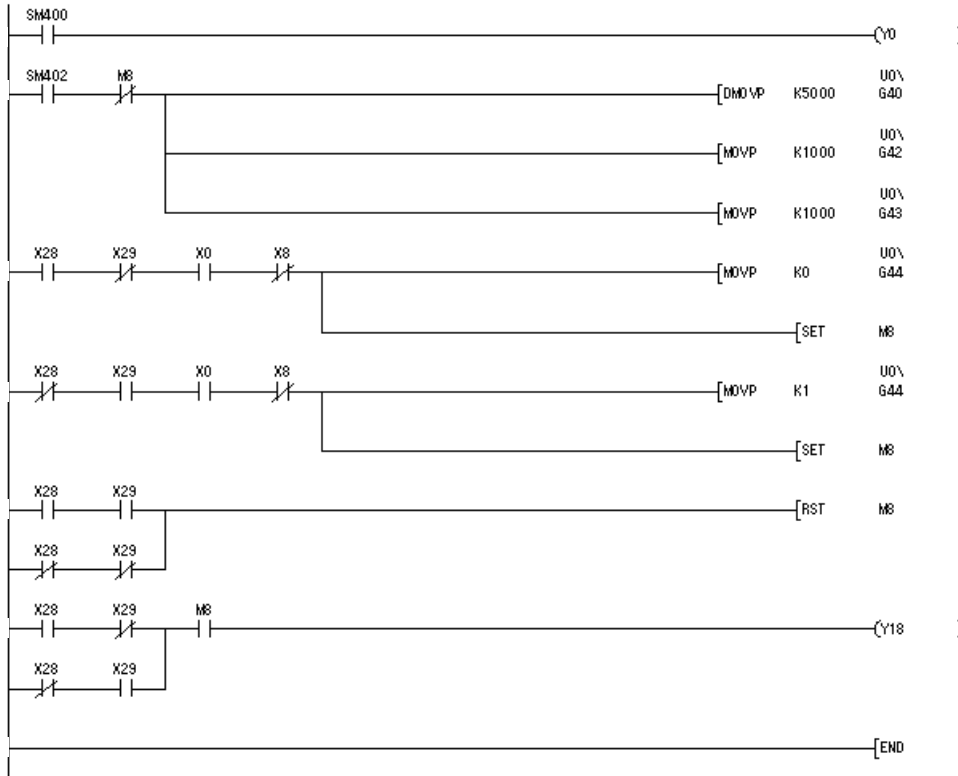 SM400
Y0
SM402 M8 U0\
DMOVP K5000 G40
U0\
MOVP K1000 G42
U0\
MOVP K1000 G43
X28 X29 X0 X8 U0\
MOVP K0 G44
SET M8
X28 X29 X0 X8 U0\
MOVP K1 G44
SET M8
X28 X29
RST M8
X28 X29
X28 X29 M8
Y18
X28 X29
END